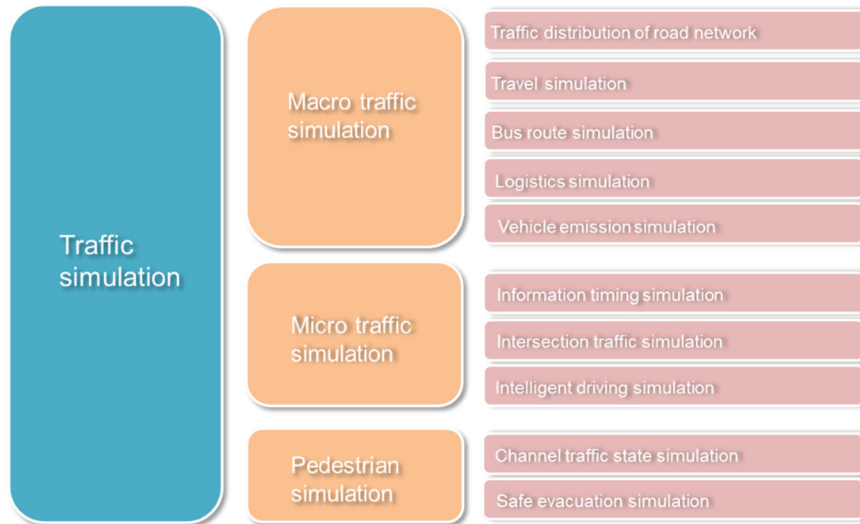 Traffic
simulation
Macro traffic
simulation
Traffic distribution of road network
Travel simulation
Bus route simulation
Logistics simulation
Vehicle emission simulation
Micro traffic
simulation
Information timing simulation
Intersection traffic simulation
Intelligent driving simulation
Pedestrian
simulation
Channel traffic state simulation
Safe evacuation simulation